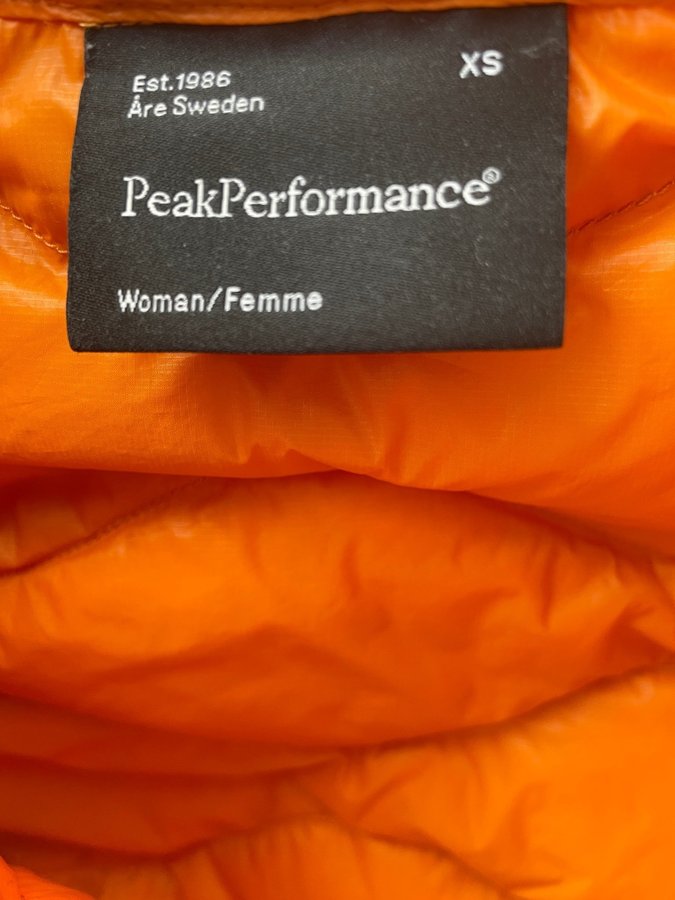 XS
Est.1986
Åre Sweden
PeakPerformance®
Woman/Femme